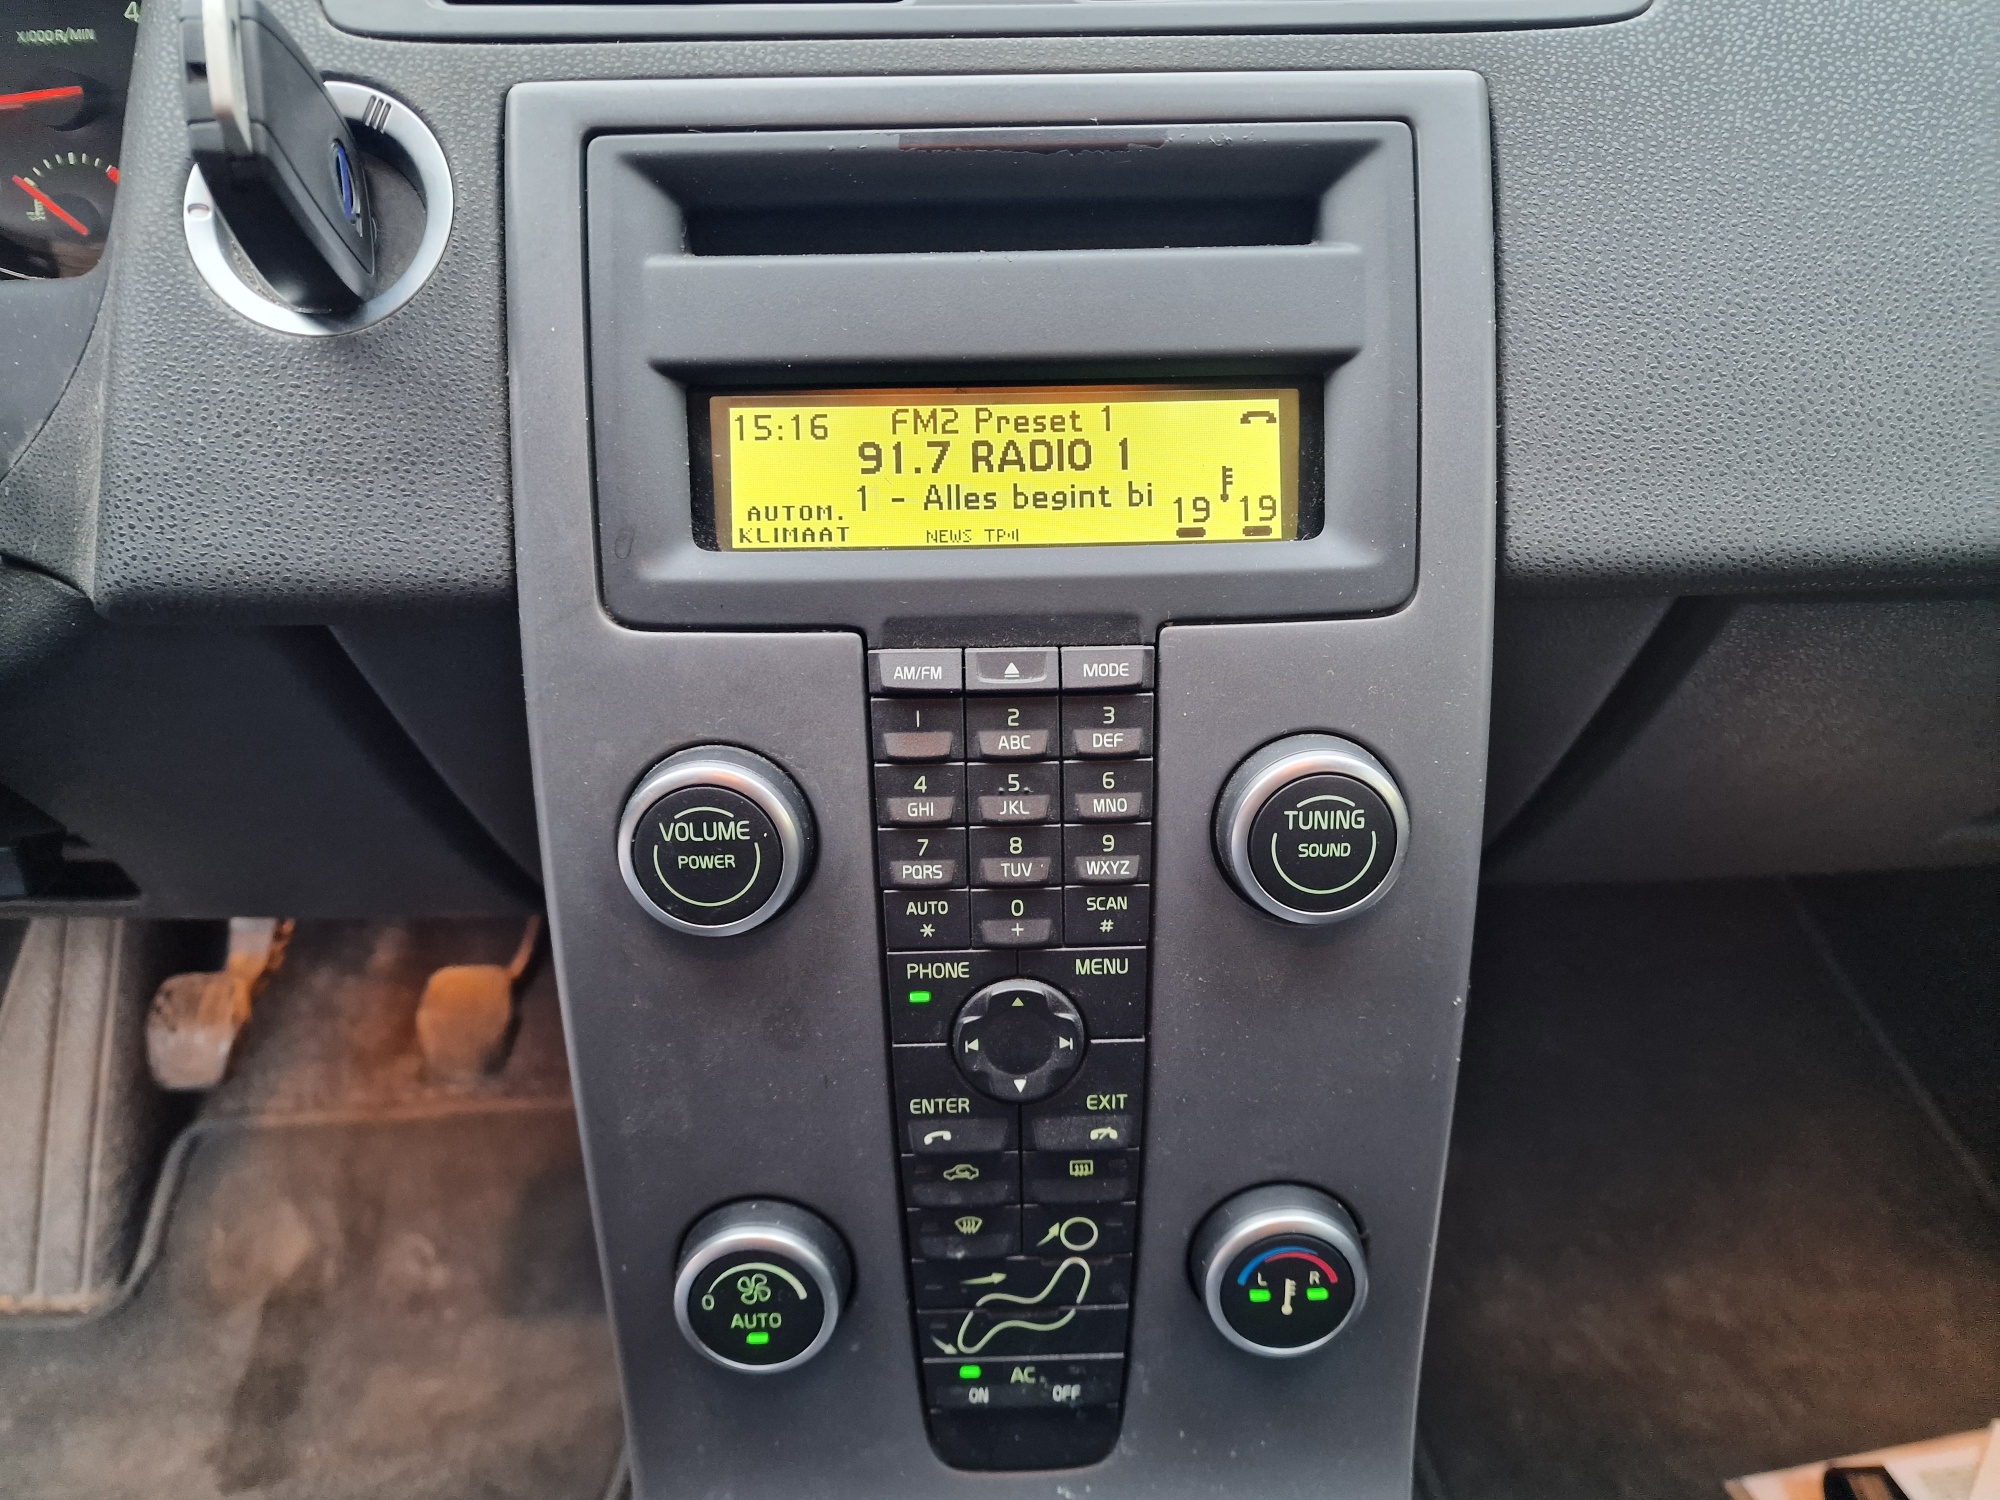 4
X1000R/MIN
15:16
FM2 Preset 1
91.7 RADIO 1
1 - Alles begint bi
AUTOM.
KLIMAAT
NEWS TP
19 19
AM/FM
MODE
1 2 3
ABC DEF
4 5 6
GHI JKL MNO
7 8 9
PQRS TUV WXYZ
AUTO 0 SCAN
* + #
VOLUME
POWER
TUNING
SOUND
PHONE MENU
ENTER EXIT
0
AUTO
L R
AC
ON OFF